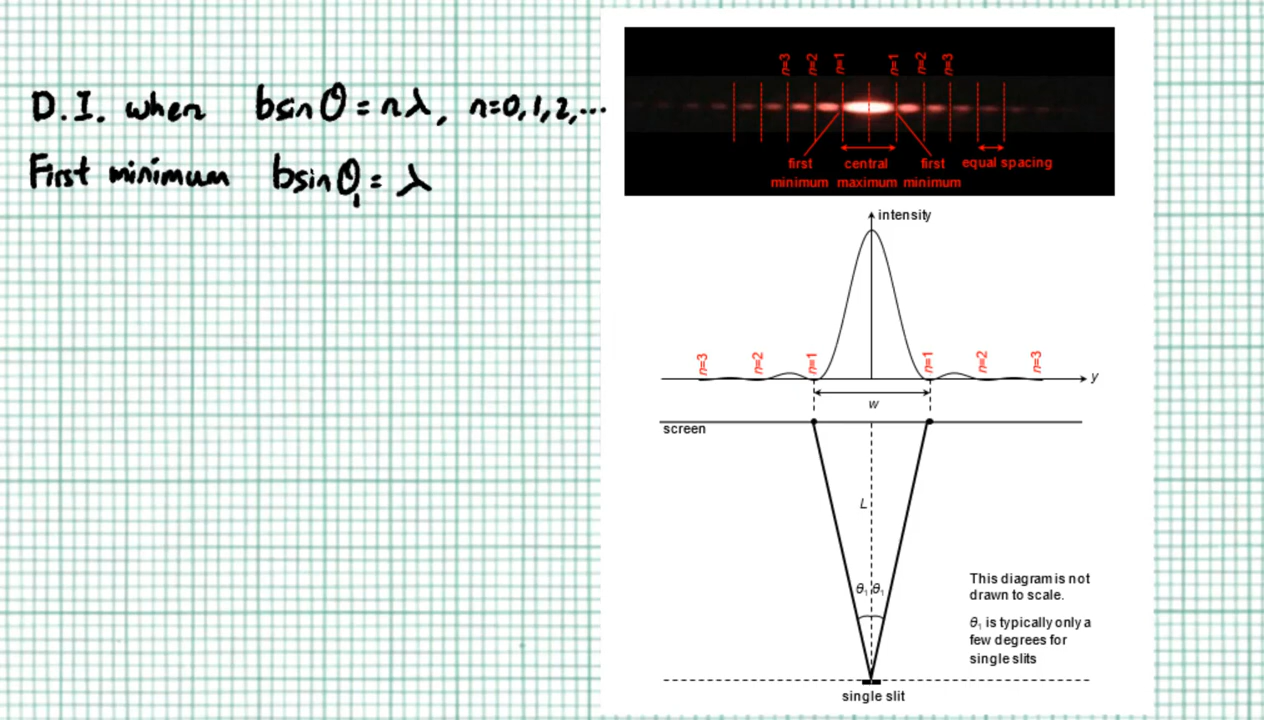 D.I. when bsinθ = nλ, n=0,1,2,...
First minimum bsinθ₁ = λ
n=3 n=2 n=1 n=1 n=2 n=3
first minimum
central maximum
first minimum
equal spacing
intensity
n=3 n=2 n=1 n=1 n=2 n=3
y
w
screen
L
θ₁ θ₁
This diagram is not
drawn to scale.
θ₁ is typically only a
few degrees for
single slits
single slit